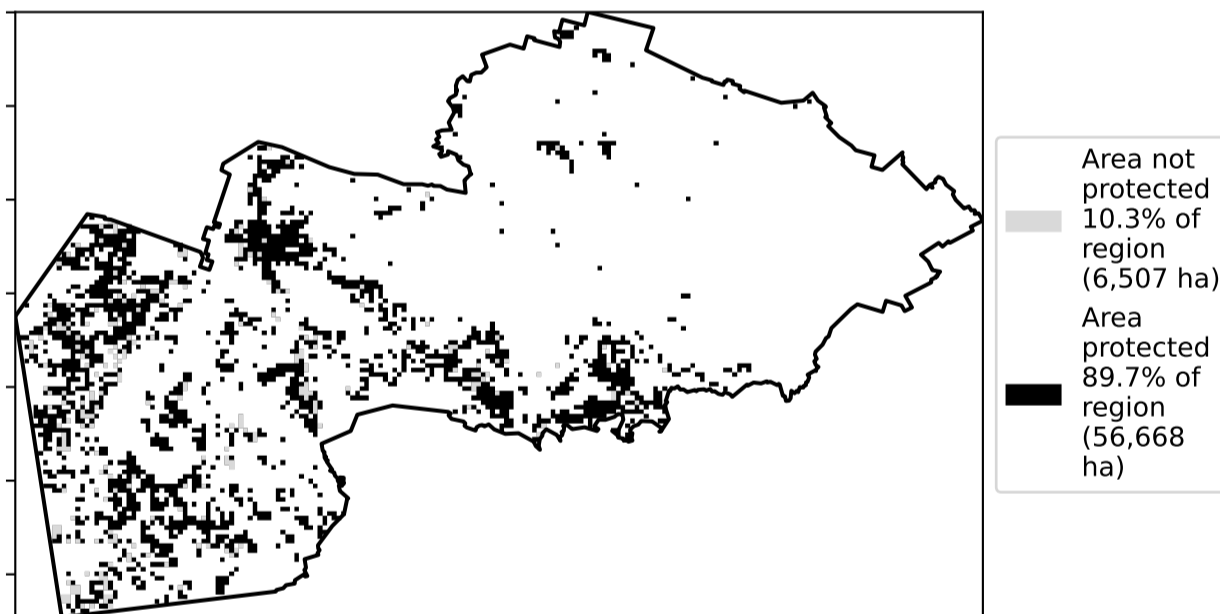 Area not
protected
10.3% of
region
(6,507 ha)
Area
protected
89.7% of
region
(56,668
ha)